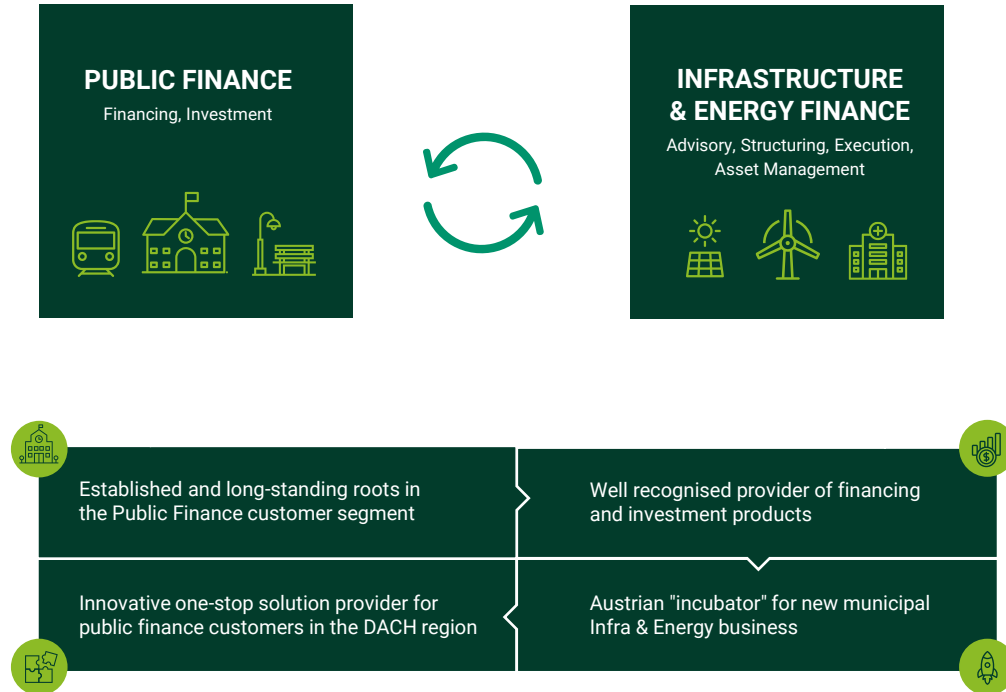 PUBLIC FINANCE
Financing, Investment
INFRASTRUCTURE
& ENERGY FINANCE
Advisory, Structuring, Execution,
Asset Management
Established and long-standing roots in
the Public Finance customer segment
Well recognised provider of financing
and investment products
Innovative one-stop solution provider for
public finance customers in the DACH region
Austrian "incubator" for new municipal
Infra & Energy business